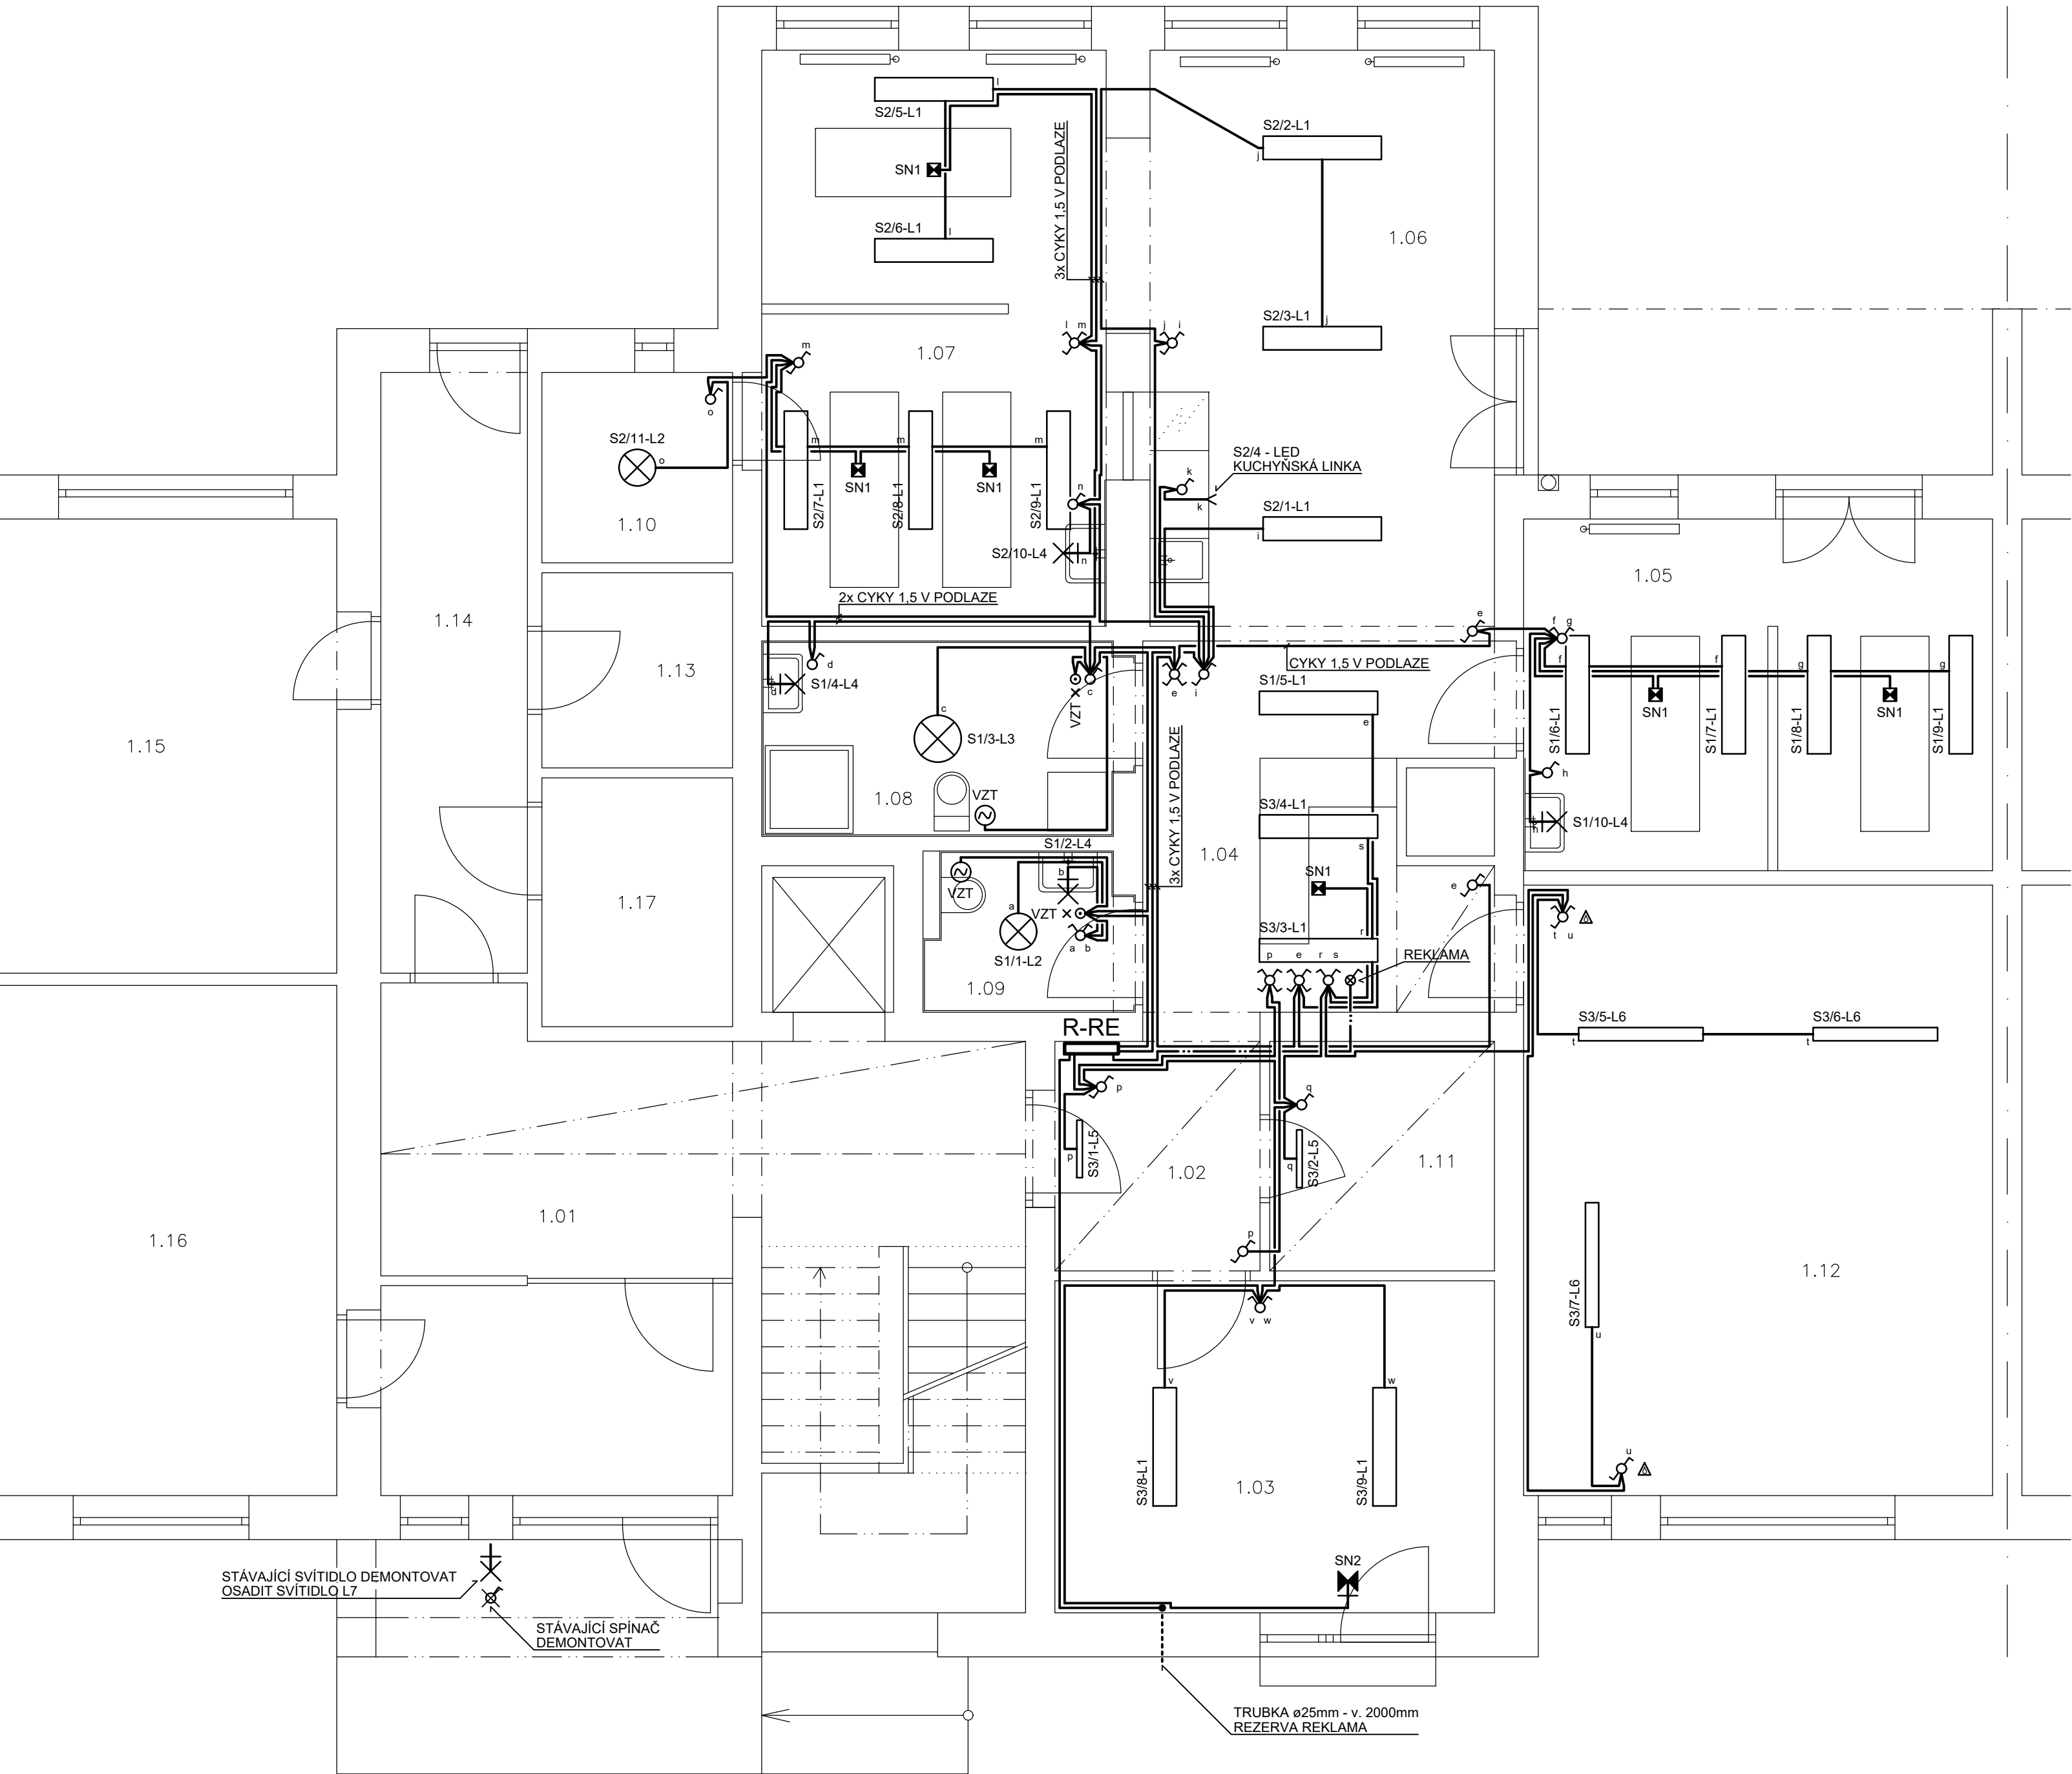 l
S2/5-L1
3x CYKY 1,5 V PODLAZE
S2/2-L1
j
SN1
S2/6-L1
l
1.06
S2/3-L1
j
l m
j i
m
1.07
o
S2/11-L2
o
m
m
m
S2/7-L1
SN1
S2/8-L1
SN1
S2/9-L1
n
S2/10-L4
n
k
k
S2/4 - LED
KUCHYŇSKÁ LINKA
S2/1-L1
i
1.10
1.05
2x CYKY 1,5 V PODLAZE
1.14
1.13
d
S1/4-L4
d
c
VZT
c
S1/3-L3
e
i
CYKY 1,5 V PODLAZE
S1/5-L1
e
e
f g
f
f
g
g
SN1
SN1
S1/6-L1
S1/7-L1
S1/8-L1
S1/9-L1
h
h
S1/10-L4
1.15
1.08
VZT
3x CYKY 1,5 V PODLAZE
S3/4-L1
s
1.04
SN1
S3/3-L1
r
e
S1/2-L4
b
VZT
a
VZT
a b
S1/1-L2
1.09
1.17
p
e
r
s
REKLAMA
t u
S3/5-L6
t
S3/6-L6
t
R-RE
p
q
p
S3/1-L5
q
S3/2-L5
1.02
1.11
1.01
1.16
p
1.12
S3/7-L6
u
v w
v
w
S3/8-L1
S3/9-L1
1.03
u
SN2
STÁVAJÍCÍ SVÍTIDLO DEMONTOVAT
OSADIT SVÍTIDLO L7
STÁVAJÍCÍ SPÍNAČ
DEMONTOVAT
TRUBKA ø25mm - v. 2000mm
REZERVA REKLAMA